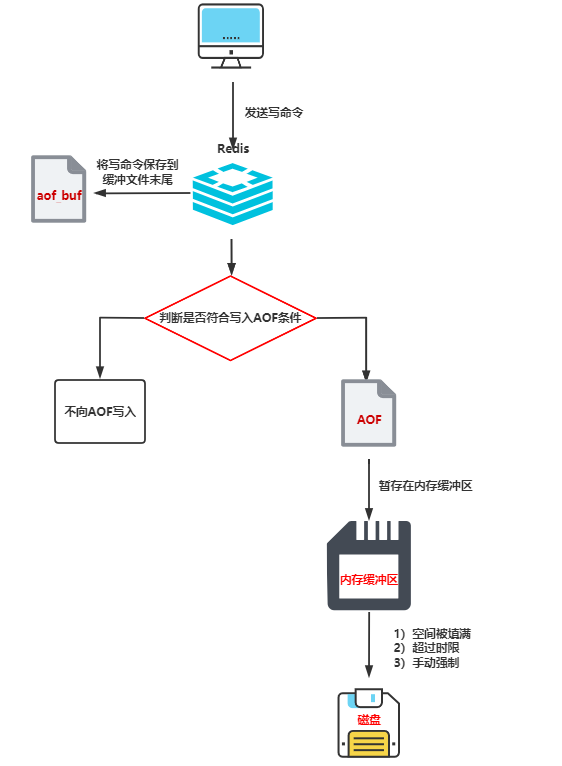 发送写命令
Redis
将写命令保存到
缓冲文件末尾
aof_buf
判断是否符合写入AOF条件
不向AOF写入
AOF
暂存在内存缓冲区
内存缓冲区
1）空间被填满
2）超过时限
3）手动强制
磁盘